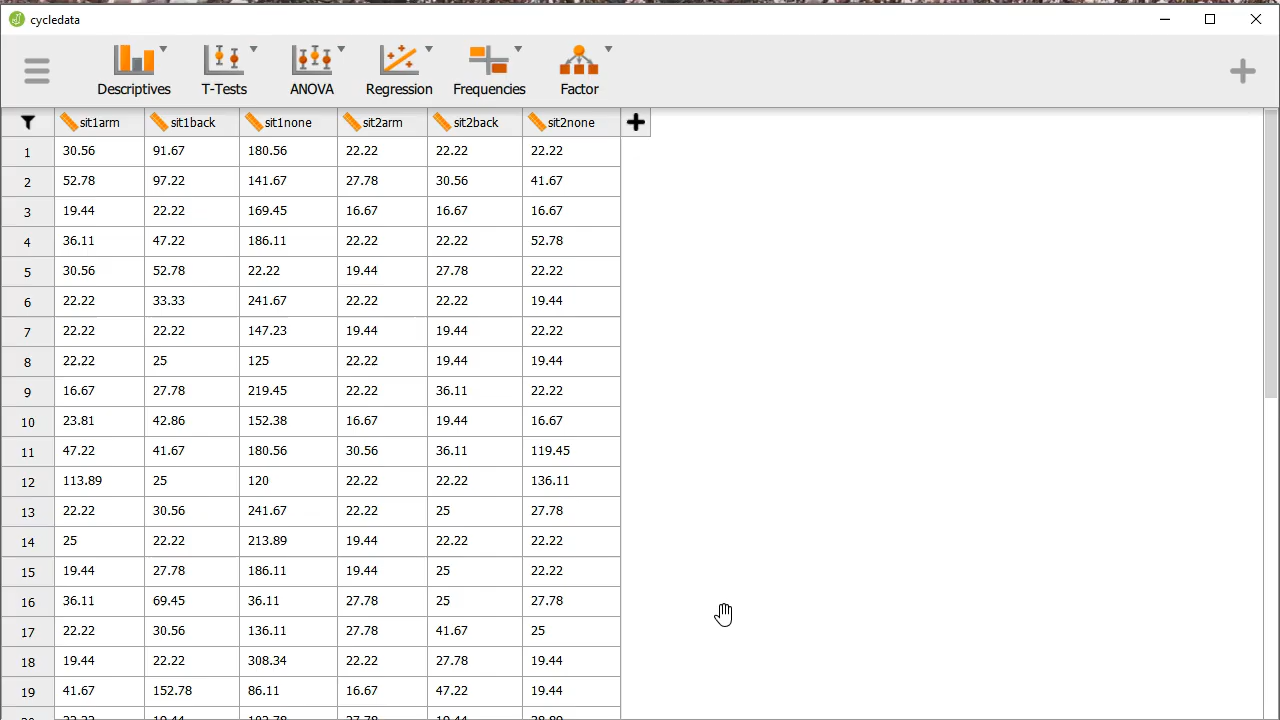 cycledata
Descriptives T-Tests ANOVA Regression Frequencies Factor
sit1arm sit1back sit1none sit2arm sit2back sit2none
1 30.56 91.67 180.56 22.22 22.22 22.22
2 52.78 97.22 141.67 27.78 30.56 41.67
3 19.44 22.22 169.45 16.67 16.67 16.67
4 36.11 47.22 186.11 22.22 22.22 52.78
5 30.56 52.78 22.22 19.44 27.78 22.22
6 22.22 33.33 241.67 22.22 22.22 19.44
7 22.22 22.22 147.23 19.44 19.44 22.22
8 22.22 25 125 22.22 19.44 19.44
9 16.67 27.78 219.45 22.22 36.11 22.22
10 23.81 42.86 152.38 16.67 19.44 16.67
11 47.22 41.67 180.56 30.56 36.11 119.45
12 113.89 25 120 22.22 22.22 136.11
13 22.22 30.56 241.67 22.22 25 27.78
14 25 22.22 213.89 19.44 22.22 22.22
15 19.44 27.78 186.11 19.44 25 22.22
16 36.11 69.45 36.11 27.78 25 27.78
17 22.22 30.56 136.11 27.78 41.67 25
18 19.44 22.22 308.34 22.22 27.78 19.44
19 41.67 152.78 86.11 16.67 47.22 19.44